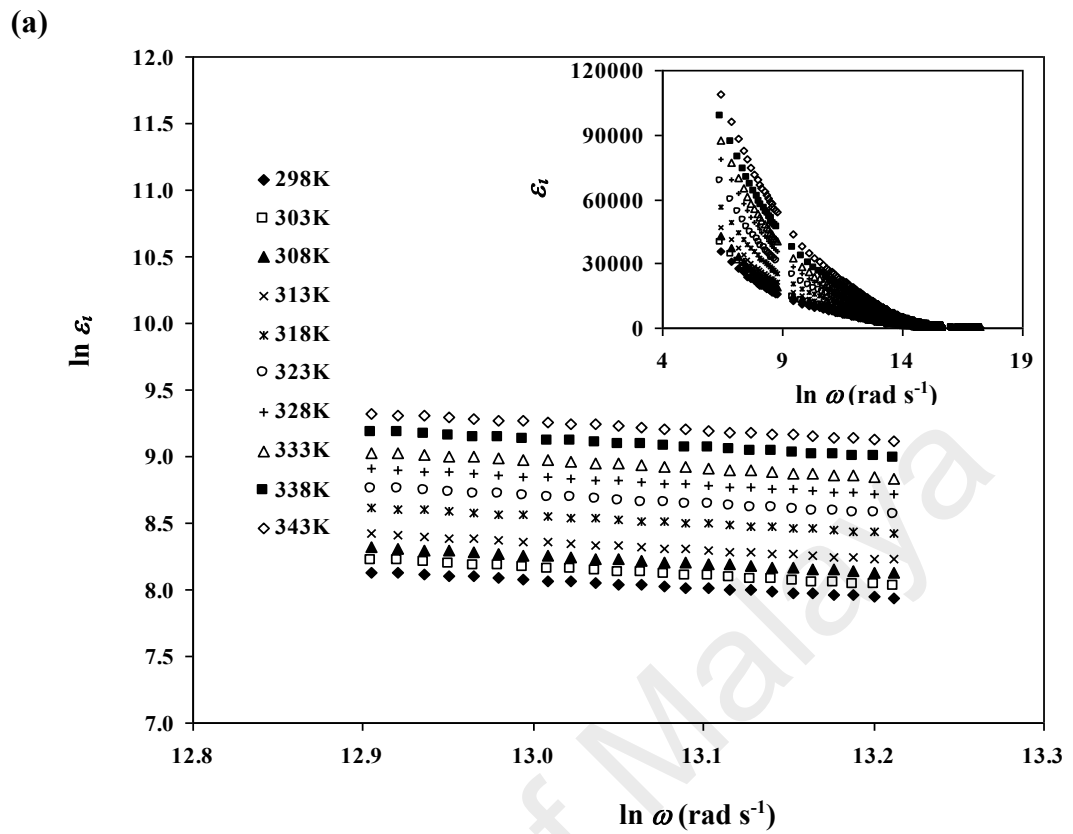 (a)
12.0
11.5
11.0
10.5
10.0
9.5
9.0
8.5
8.0
7.5
7.0
ln εi
298K
303K
308K
313K
318K
323K
328K
333K
338K
343K
120000
90000
60000
30000
0
εi
4 9 14 19
ln ω (rad s-1)
12.8 12.9 13.0 13.1 13.2 13.3
ln ω (rad s-1)
of Malaya